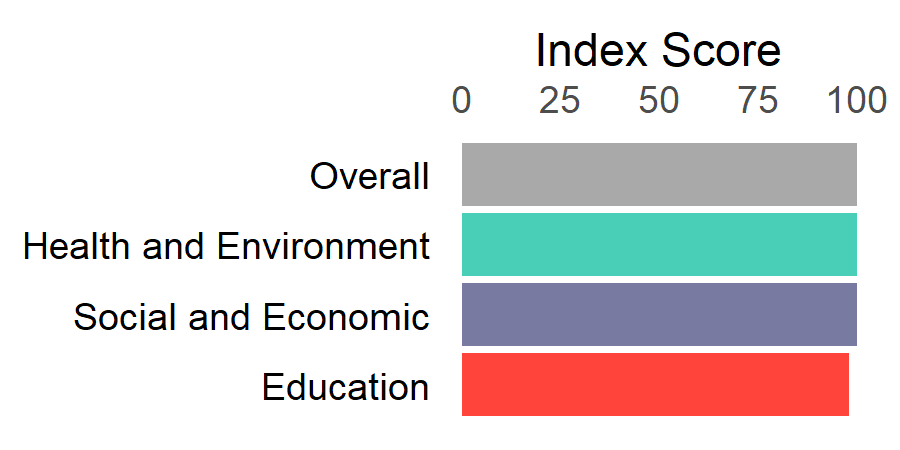 Index Score
0 25 50 75 100
Overall
Health and Environment
Social and Economic
Education